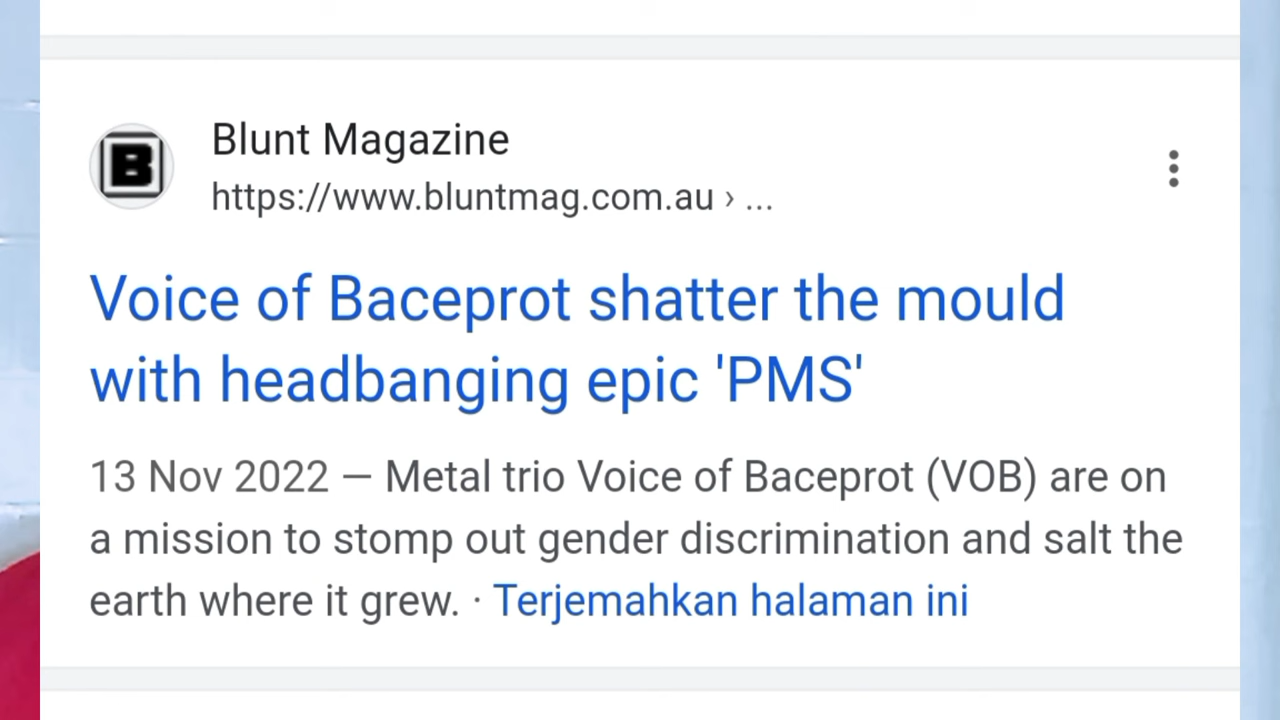 B
Blunt Magazine
https://www.bluntmag.com.au › ...
Voice of Baceprot shatter the mould
with headbanging epic 'PMS'
13 Nov 2022 — Metal trio Voice of Baceprot (VOB) are on
a mission to stomp out gender discrimination and salt the
earth where it grew. · Terjemahkan halaman ini